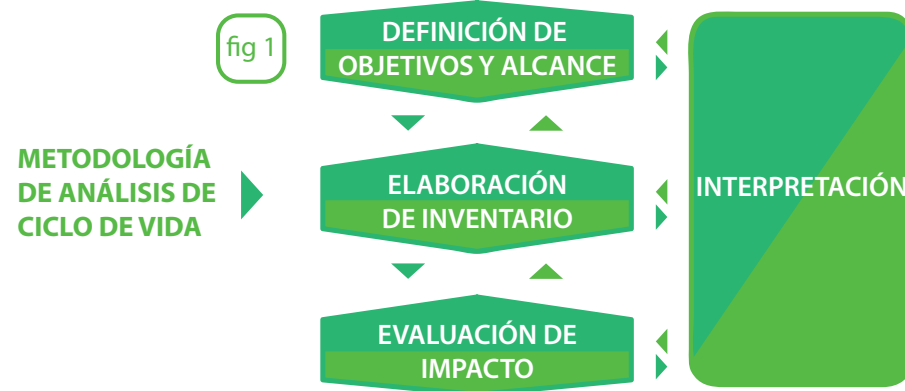 fig 1
DEFINICIÓN DE
OBJETIVOS Y ALCANCE
METODOLOGÍA
DE ANÁLISIS DE
CICLO DE VIDA
ELABORACIÓN
DE INVENTARIO
INTERPRETACIÓN
EVALUACIÓN DE
IMPACTO